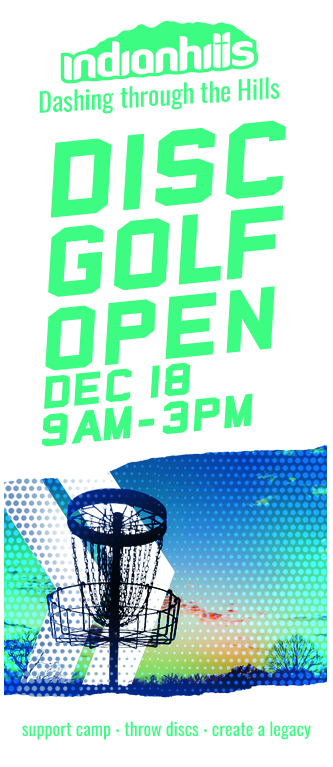 indianhills
Dashing through the Hills
DISC
GOLF
OPEN
DEC 18
9AM-3PM
support camp · throw discs · create a legacy